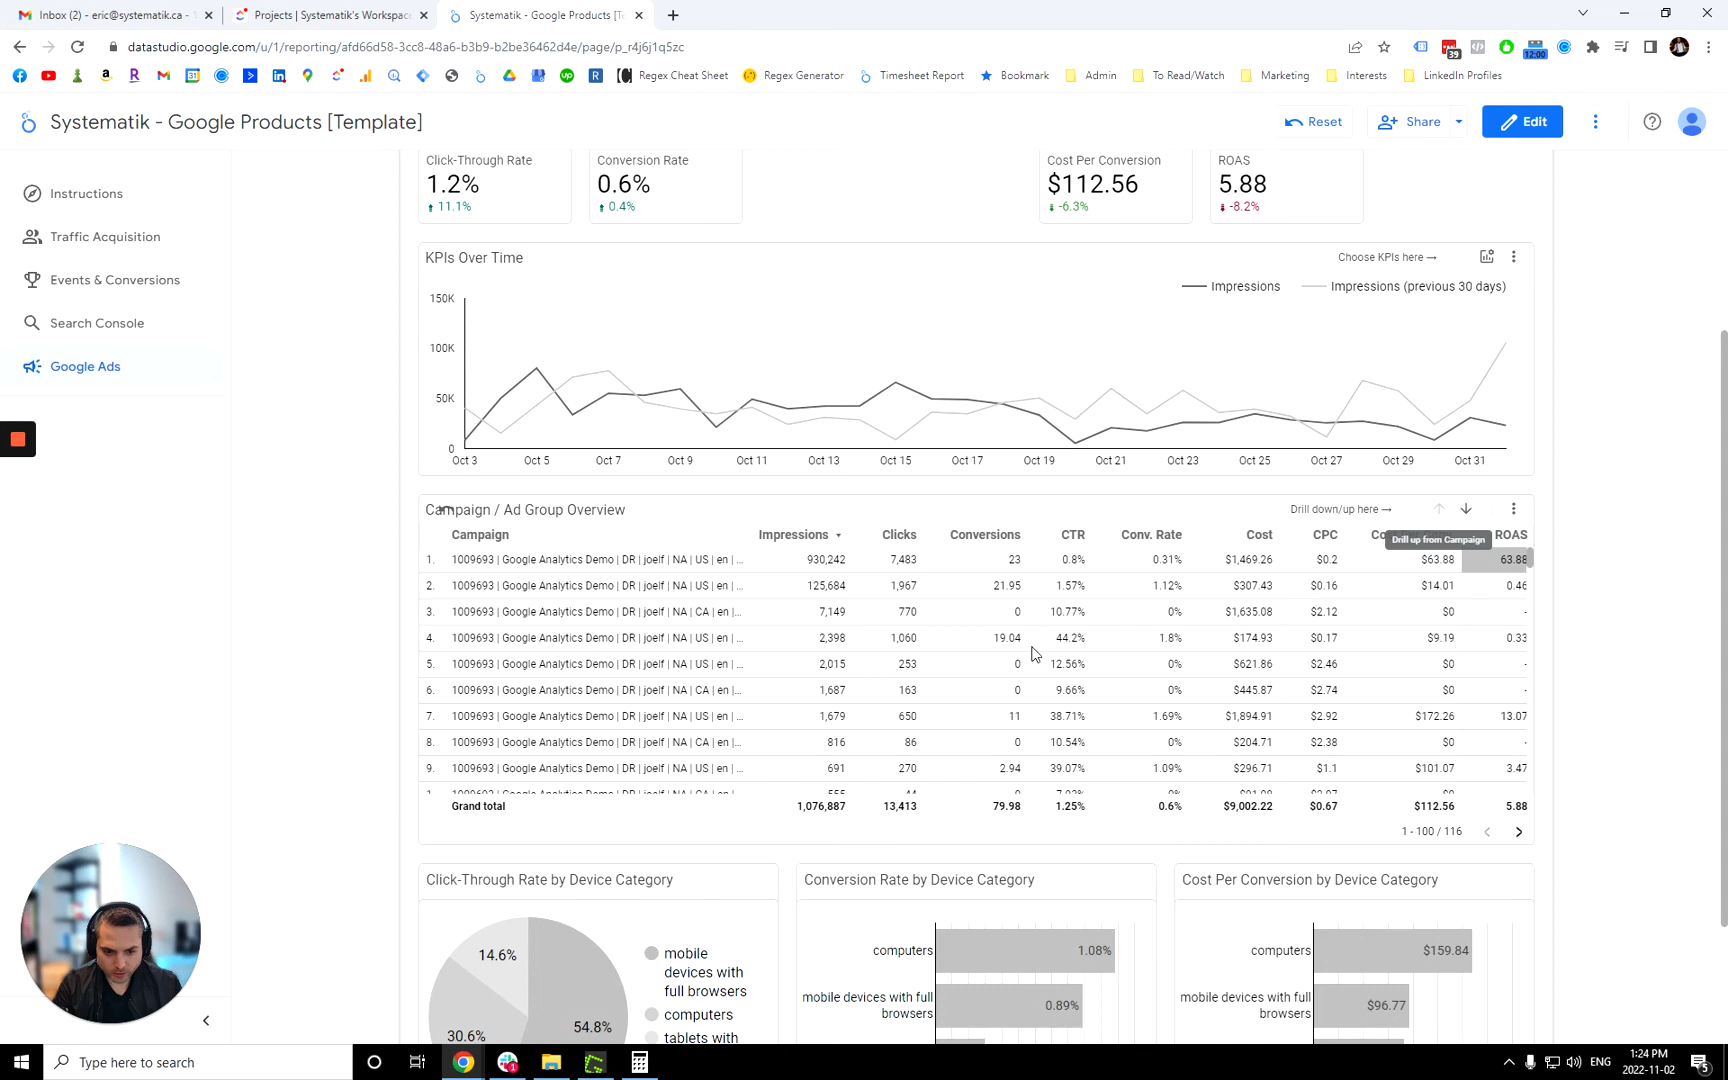 Inbox (2) - eric@systematik.ca -
Projects | Systematik's Workspace
Systematik - Google Products [Te
datastudio.google.com/u/1/reporting/afd66d58-3cc8-48a6-b3b9-b2be36462d4e/page/p_r4j6j1q5zc
39
12:00
Regex Cheat Sheet
Regex Generator
Timesheet Report
Bookmark
Admin
To Read/Watch
Marketing
Interests
LinkedIn Profiles
Systematik - Google Products [Template]
Reset
Share
Edit
Instructions
Traffic Acquisition
Events & Conversions
Search Console
Google Ads
Click-Through Rate
1.2%
11.1%
Conversion Rate
0.6%
0.4%
Cost Per Conversion
$112.56
-6.3%
ROAS
5.88
-8.2%
KPIs Over Time
Choose KPIs here →
Impressions Impressions (previous 30 days)
150K
100K
50K
0
Oct 3 Oct 5 Oct 7 Oct 9 Oct 11 Oct 13 Oct 15 Oct 17 Oct 19 Oct 21 Oct 23 Oct 25 Oct 27 Oct 29 Oct 31
Campaign / Ad Group Overview
Drill down/up here →
Campaign Impressions Clicks Conversions CTR Conv. Rate Cost CPC ROAS
Drill up from Campaign
1. 1009693 | Google Analytics Demo | DR | joelf | NA | US | en | ... 930,242 7,483 23 0.8% 0.31% $1,469.26 $0.2 $63.88 63.88
2. 1009693 | Google Analytics Demo | DR | joelf | NA | US | en | ... 125,684 1,967 21.95 1.57% 1.12% $307.43 $0.16 $14.01 0.46
3. 1009693 | Google Analytics Demo | DR | joelf | NA | CA | en | ... 7,149 770 0 10.77% 0% $1,635.08 $2.12 $0 -
4. 1009693 | Google Analytics Demo | DR | joelf | NA | US | en | ... 2,398 1,060 19.04 44.2% 1.8% $174.93 $0.17 $9.19 0.33
5. 1009693 | Google Analytics Demo | DR | joelf | NA | US | en | ... 2,015 253 0 12.56% 0% $621.86 $2.46 $0 -
6. 1009693 | Google Analytics Demo | DR | joelf | NA | CA | en |... 1,687 163 0 9.66% 0% $445.87 $2.74 $0 -
7. 1009693 | Google Analytics Demo | DR | joelf | NA | US | en | ... 1,679 650 11 38.71% 1.69% $1,894.91 $2.92 $172.26 13.07
8. 1009693 | Google Analytics Demo | DR | joelf | NA | CA | en |... 816 86 0 10.54% 0% $204.71 $2.38 $0 -
9. 1009693 | Google Analytics Demo | DR | joelf | NA | US | en | ... 691 270 2.94 39.07% 1.09% $296.71 $1.1 $101.07 3.47
Grand total 1,076,887 13,413 79.98 1.25% 0.6% $9,002.22 $0.67 $112.56 5.88
1 - 100 / 116
Click-Through Rate by Device Category
14.6%
30.6%
54.8%
mobile
devices with
full browsers
computers
tablets with
Conversion Rate by Device Category
computers 1.08%
mobile devices with full
browsers
0.89%
Cost Per Conversion by Device Category
computers $159.84
mobile devices with full
browsers
$96.77
Type here to search
1
ENG
1:24 PM
2022-11-02
5